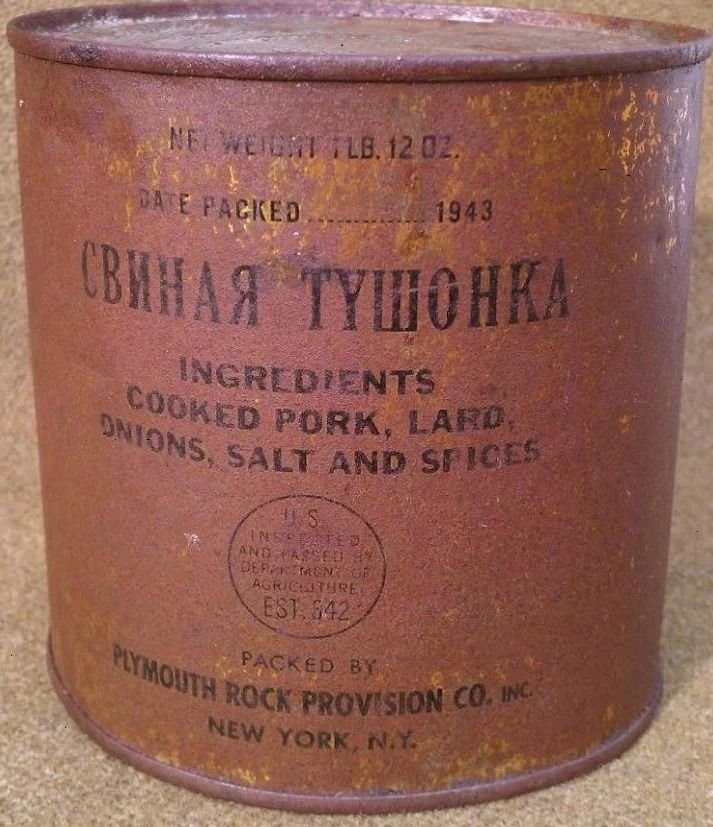 NET WEIGHT 1 LB. 12 OZ.
DATE PACKED.............. 1943
СВИНАЯ ТУШОНКА
INGREDIENTS
COOKED PORK, LARD,
ONIONS, SALT AND SPICES
U.S.
INSPECTED
AND PASSED BY
DEPARTMENT OF
AGRICULTURE
EST. 342
PACKED BY
PLYMOUTH ROCK PROVISION CO. INC.
NEW YORK, N.Y.